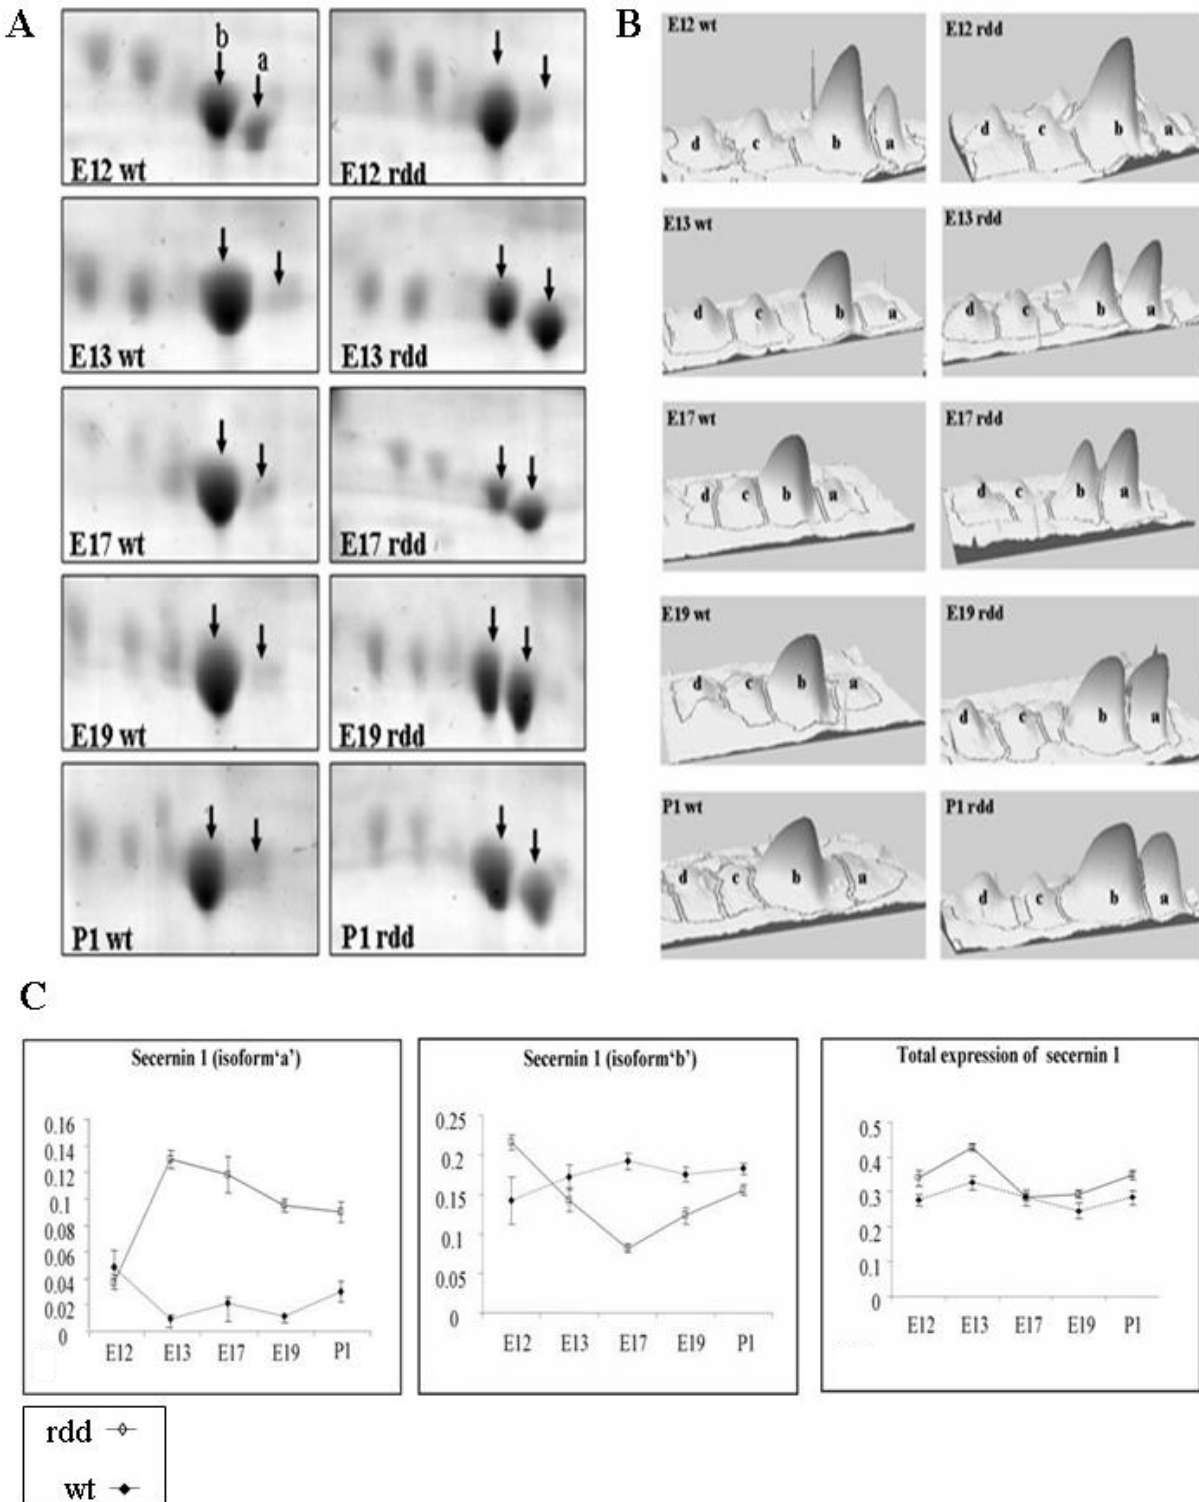 A
b
a
E12 wt
E12 rdd
E13 wt
E13 rdd
E17 wt
E17 rdd
E19 wt
E19 rdd
P1 wt
P1 rdd
B
E12 wt
d c b a
E12 rdd
d c b a
E13 wt
d c b a
E13 rdd
d c b a
E17 wt
d c b a
E17 rdd
d c b a
E19 wt
d c b a
E19 rdd
d c b a
P1 wt
d c b a
P1 rdd
d c b a
C
Secernin 1 (isoform‘a’)
0.16
0.14
0.12
0.1
0.08
0.06
0.04
0.02
0
E12 E13 E17 E19 P1
Secernin 1 (isoform‘b’)
0.25
0.2
0.15
0.1
0.05
0
E12 E13 E17 E19 P1
Total expression of secernin 1
0.5
0.4
0.3
0.2
0.1
0
E12 E13 E17 E19 P1
rdd
wt